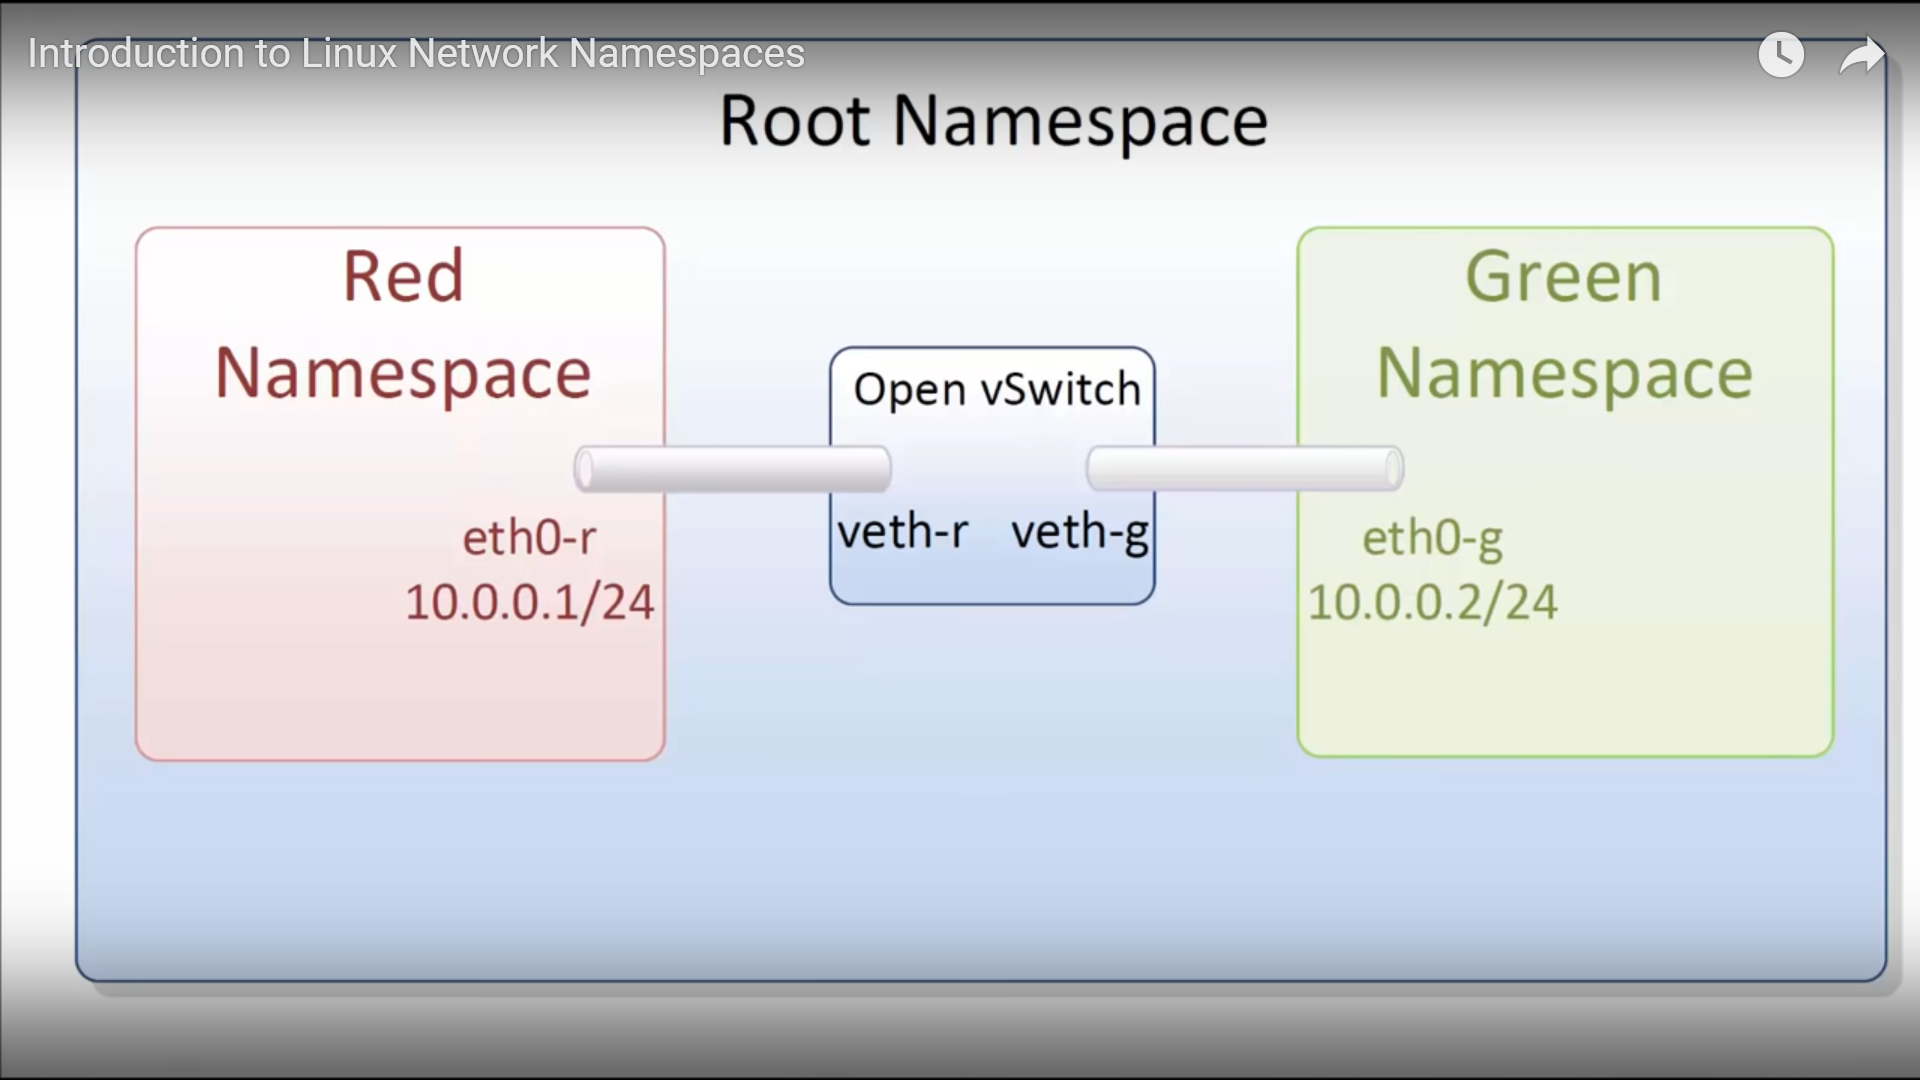 Introduction to Linux Network Namespaces
Root Namespace
Red
Namespace
Green
Namespace
Open vSwitch
veth-r veth-g
eth0-r
10.0.0.1/24
eth0-g
10.0.0.2/24